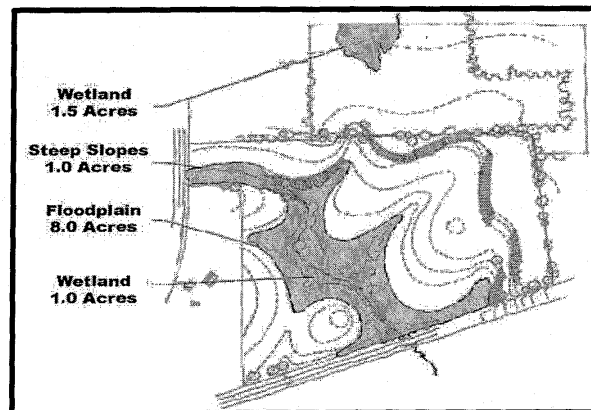 Wetland
1.5 Acres
Steep Slopes
1.0 Acres
Floodplain
8.0 Acres
Wetland
1.0 Acres